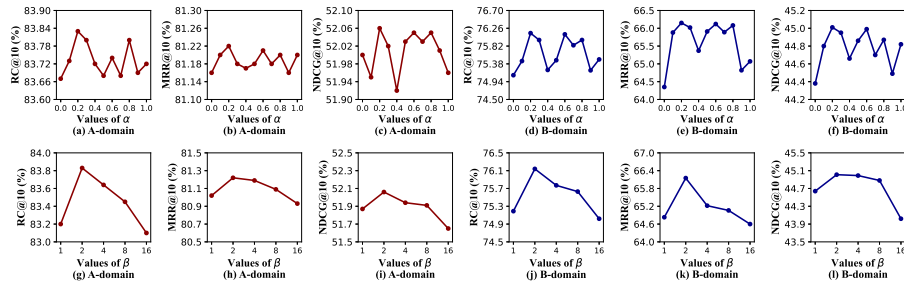 RC@10 (%)
83.90
83.84
83.78
83.72
83.66
83.60
0.0 0.2 0.4 0.6 0.8 1.0
Values of α
(a) A-domain
MRR@10 (%)
81.30
81.26
81.22
81.18
81.14
81.10
0.0 0.2 0.4 0.6 0.8 1.0
Values of α
(b) A-domain
NDCG@10 (%)
52.10
52.06
52.02
51.98
51.94
51.90
0.0 0.2 0.4 0.6 0.8 1.0
Values of α
(c) A-domain
RC@10 (%)
76.70
76.26
75.82
75.38
74.94
74.50
0.0 0.2 0.4 0.6 0.8 1.0
Values of α
(d) B-domain
MRR@10 (%)
66.5
66.0
65.5
65.0
64.5
64.0
0.0 0.2 0.4 0.6 0.8 1.0
Values of α
(e) B-domain
NDCG@10 (%)
45.2
45.0
44.8
44.6
44.4
44.2
0.0 0.2 0.4 0.6 0.8 1.0
Values of α
(f) B-domain
RC@10 (%)
84.0
83.8
83.6
83.4
83.2
83.0
1 2 4 8 16
Values of β
(g) A-domain
MRR@10 (%)
81.5
81.3
81.1
80.9
80.7
80.5
1 2 4 8 16
Values of β
(h) A-domain
NDCG@10 (%)
52.5
52.3
52.1
51.9
51.7
51.5
1 2 4 8 16
Values of β
(i) A-domain
RC@10 (%)
76.5
76.1
75.7
75.3
74.9
74.5
1 2 4 8 16
Values of β
(j) B-domain
MRR@10 (%)
67.0
66.4
65.8
65.2
64.6
64.0
1 2 4 8 16
Values of β
(k) B-domain
NDCG@10 (%)
45.5
45.1
44.7
44.3
43.9
43.5
1 2 4 8 16
Values of β
(l) B-domain